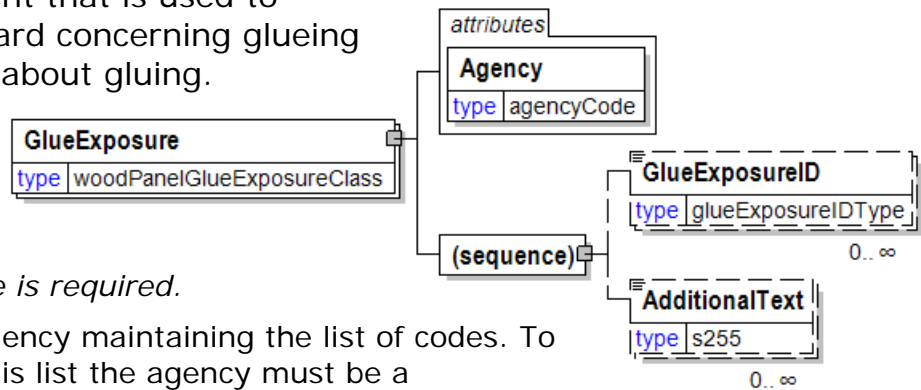 ent that is used to
ard concerning glueing
about gluing.
attributes
Agency
type agencyCode
GlueExposure
type woodPanelGlueExposureClass
GlueExposureID
type glueExposureIDType
0.. ∞
(sequence)
e is required.
AdditionalText
type s255
0.. ∞
ency maintaining the list of codes. To
is list the agency must be a